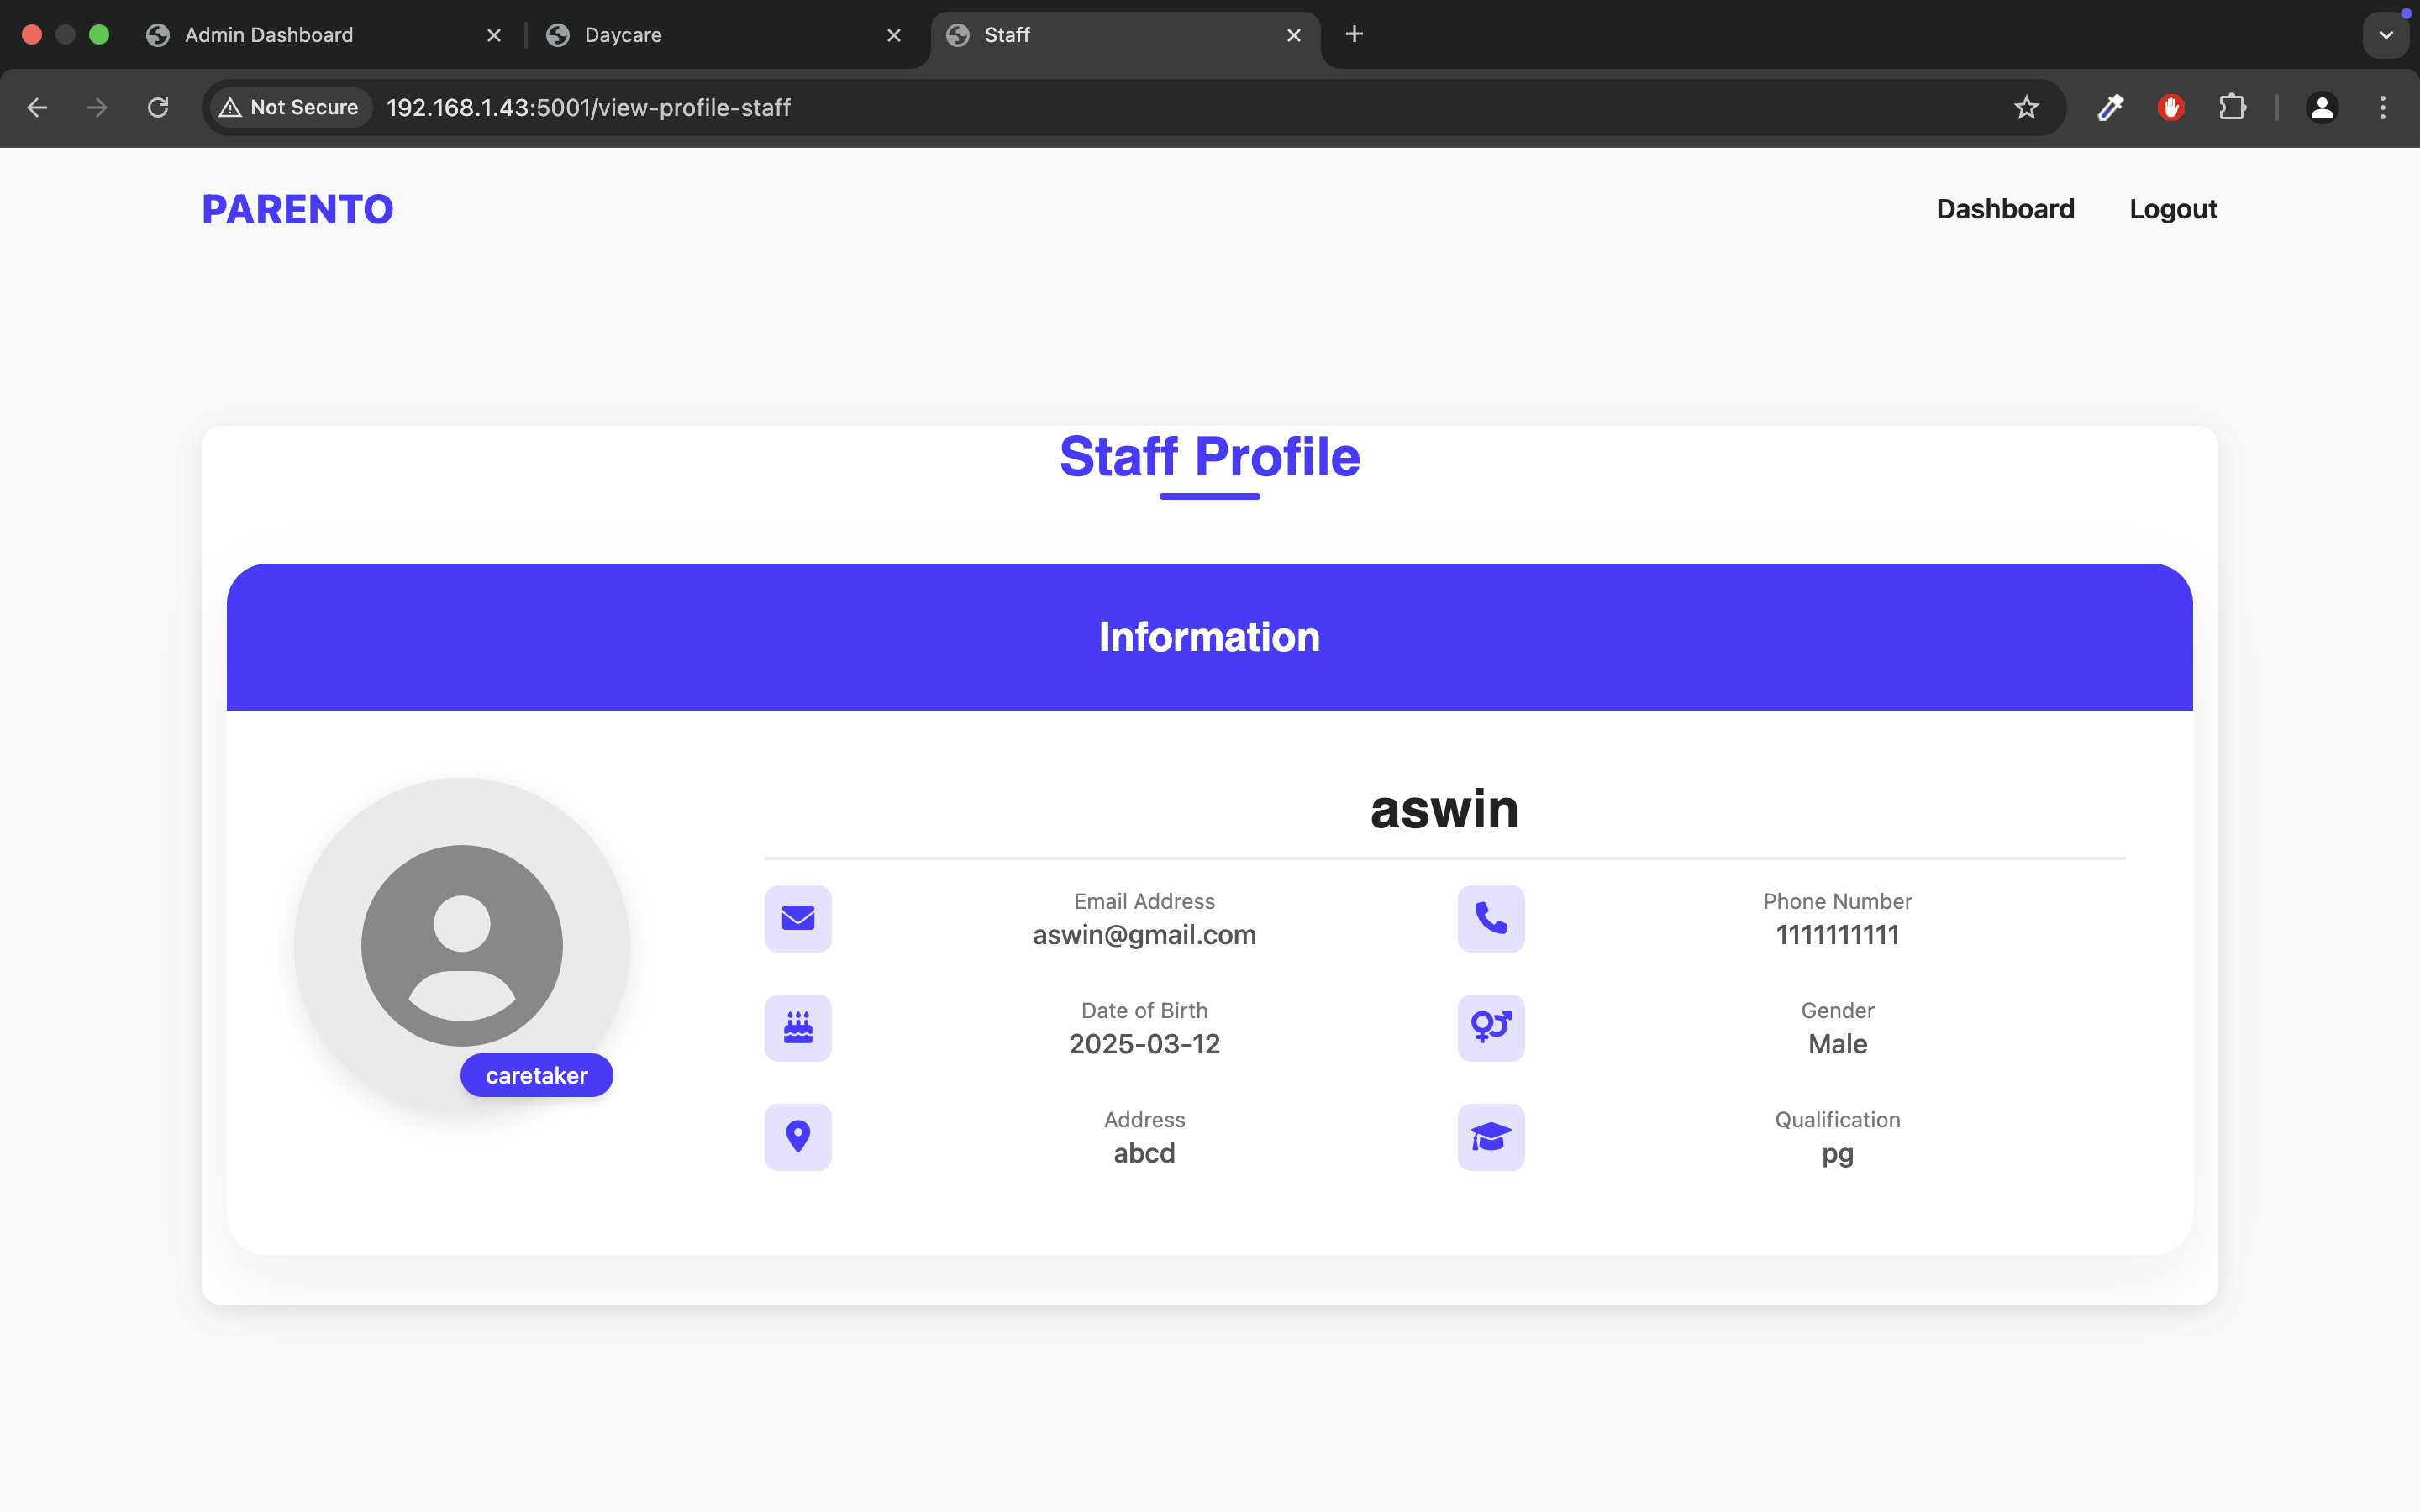 Admin Dashboard
Daycare
Staff
Not Secure
192.168.1.43:5001/view-profile-staff
PARENTO
Dashboard
Logout
Staff Profile
Information
aswin
caretaker
Email Address
aswin@gmail.com
Phone Number
1111111111
Date of Birth
2025-03-12
Gender
Male
Address
abcd
Qualification
pg